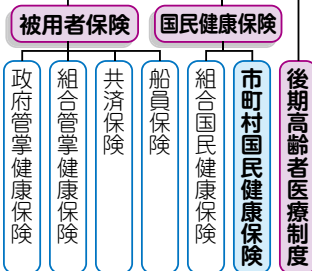 被用者保険
国民健康保険
政府管掌健康保険
組合管掌健康保険
共済保険
船員保険
組合国民健康保険
市町村国民健康保険
後期高齢者医療制度